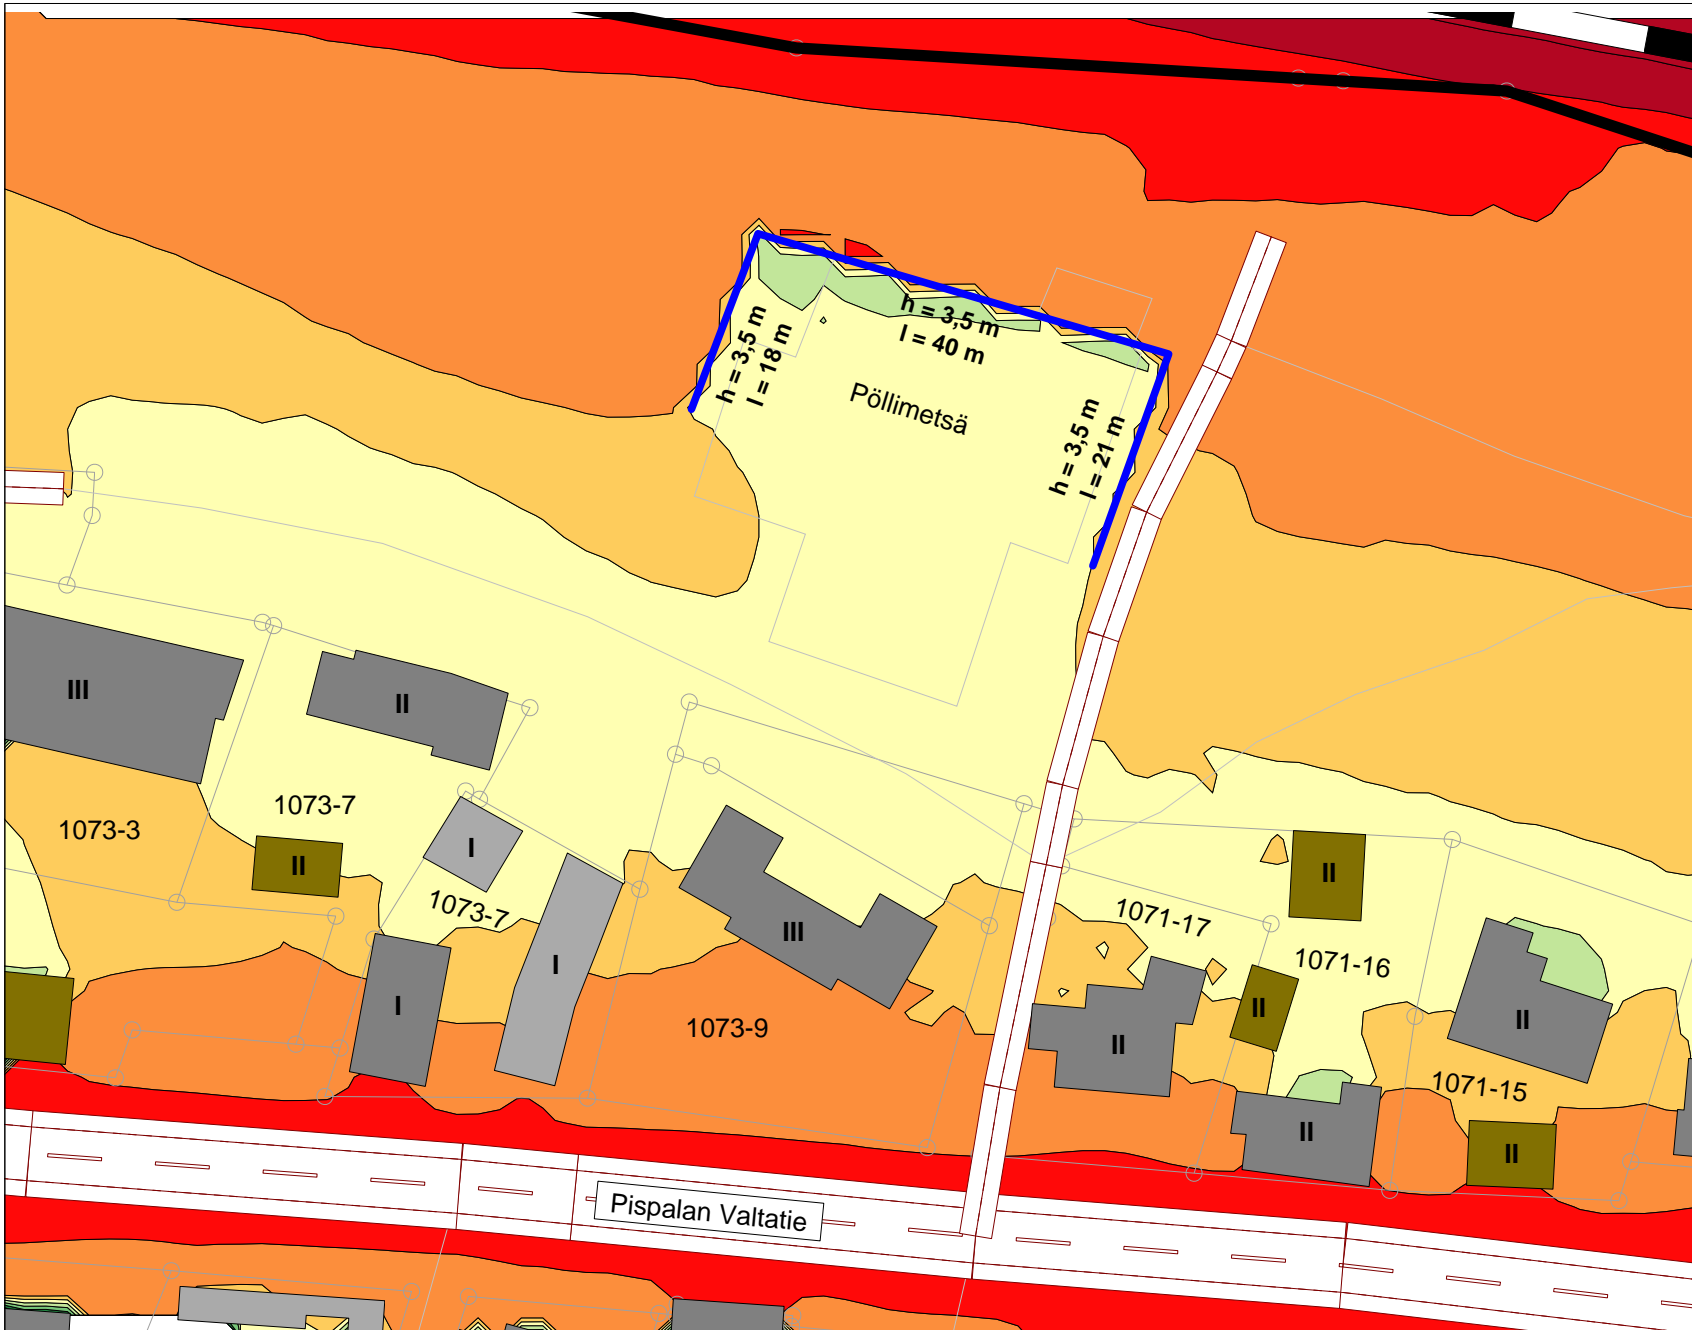 h = 3,5 m
l = 18 m
h = 3,5 m
l = 40 m
Pöllimetsä
h = 3,5 m
l = 21 m
III
II
1073-7
1073-3
II
I
1073-7
III
I
I
1073-9
II
1071-17
1071-16
II
II
II
1071-15
II
II
Pispalan Valtatie